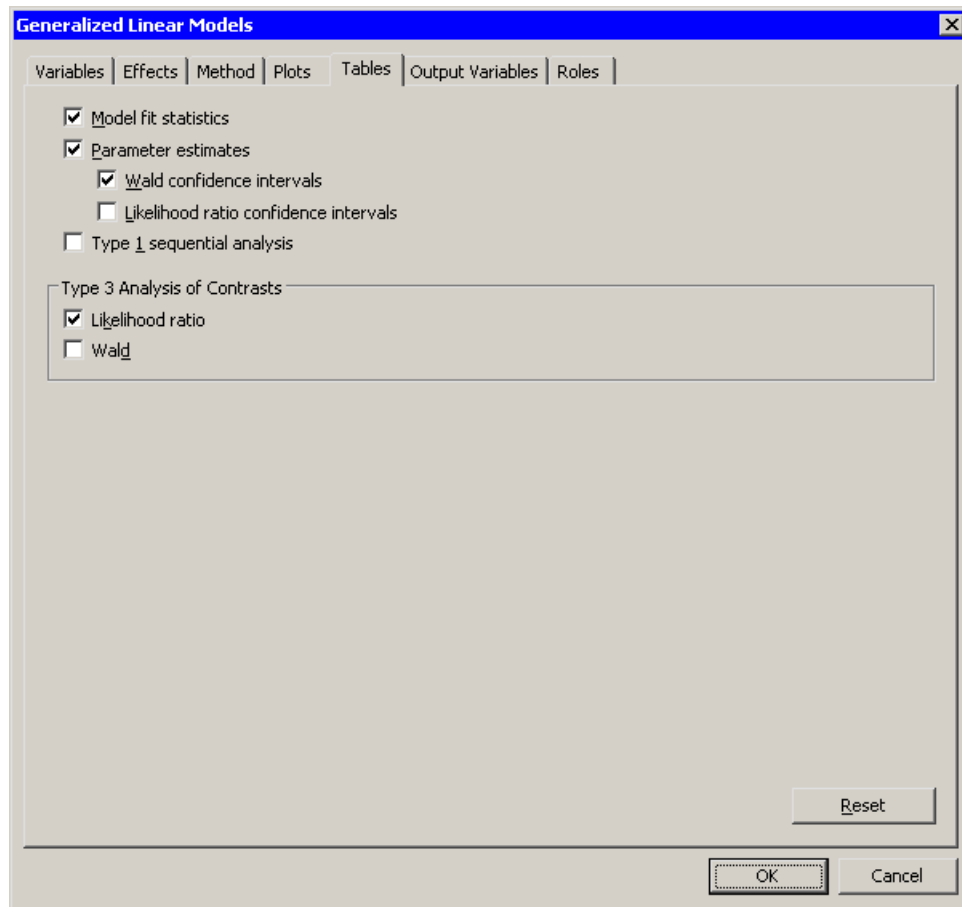 Generalized Linear Models
Variables Effects Method Plots Tables Output Variables Roles
Model fit statistics
Parameter estimates
Wald confidence intervals
Likelihood ratio confidence intervals
Type 1 sequential analysis
Type 3 Analysis of Contrasts
Likelihood ratio
Wald
Reset
OK Cancel